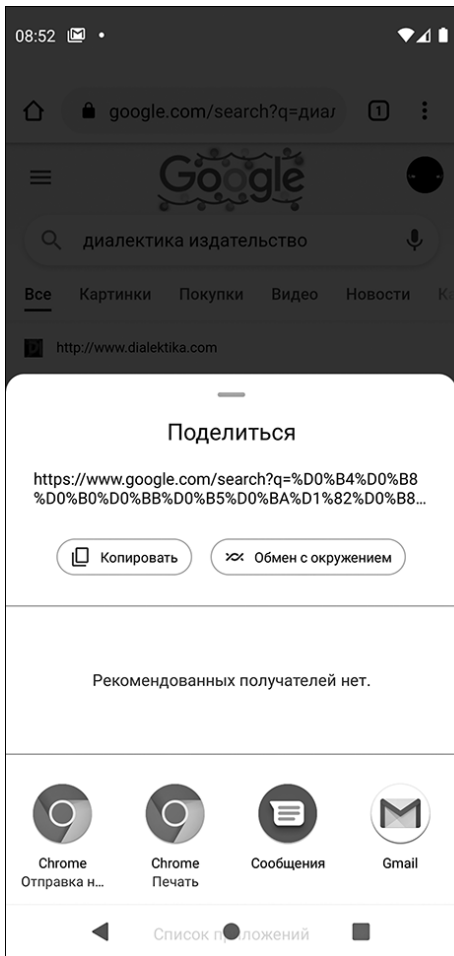 08:52
google.com/search?q=диал
1
Google
диалектика издательство
Все Картинки Покупки Видео Новости
http://www.dialektika.com
Поделиться
https://www.google.com/search?q=%D0%B4%D0%B8
%D0%B0%D0%BB%D0%B5%D0%BA%D1%82%D0%B8...
Копировать Обмен с окружением
Рекомендованных получателей нет.
Chrome Chrome Сообщения Gmail
Отправка н... Печать
Список приложений